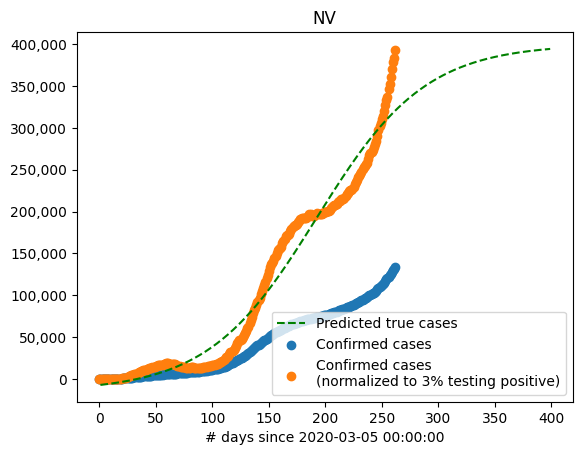 NV
400,000
350,000
300,000
250,000
200,000
150,000
100,000
50,000
0
Predicted true cases
Confirmed cases
Confirmed cases
(normalized to 3% testing positive)
0 50 100 150 200 250 300 350 400
# days since 2020-03-05 00:00:00